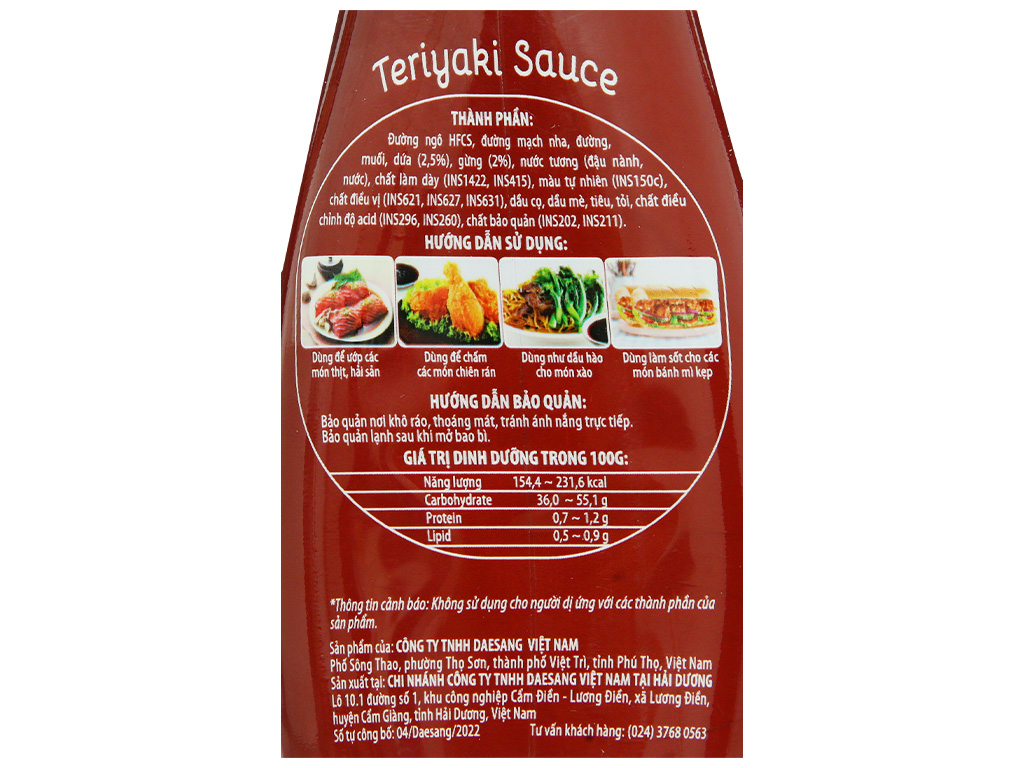 Teriyaki Sauce
THÀNH PHẦN:
Đường ngô HFCS, đường mạch nha, đường,
muối, dứa (2,5%), gừng (2%), nước tương (đậu nành,
nước), chất làm dày (INS1422, INS415), màu tự nhiên (INS150c),
chất điều vị (INS621, INS627, INS631), dầu cọ, dầu mè, tiêu, tỏi, chất điều
chỉnh độ acid (INS296, INS260), chất bảo quản (INS202, INS211).
HƯỚNG DẪN SỬ DỤNG:
Dùng để ướp các
món thịt, hải sản
Dùng để chấm
các món chiên rán
Dùng như dầu hào
cho món xào
Dùng làm sốt cho các
món bánh mì kẹp
HƯỚNG DẪN BẢO QUẢN:
Bảo quản nơi khô ráo, thoáng mát, tránh ánh nắng trực tiếp.
Bảo quản lạnh sau khi mở bao bì.
GIÁ TRỊ DINH DƯỠNG TRONG 100G:
Năng lượng 154,4 ~ 231,6 kcal
Carbohydrate 36,0 ~ 55,1 g
Protein 0,7 ~ 1,2 g
Lipid 0,5 ~ 0,9 g
*Thông tin cảnh báo: Không sử dụng cho người dị ứng với các thành phần của
sản phẩm.
Sản phẩm của: CÔNG TY TNHH DAESANG VIỆT NAM
Phố Sông Thao, phường Thọ Sơn, thành phố Việt Trì, tỉnh Phú Thọ, Việt Nam
Sản xuất tại: CHI NHÁNH CÔNG TY TNHH DAESANG VIỆT NAM TẠI HẢI DƯƠNG
Lô 10.1 đường số 1, khu công nghiệp Cẩm Điền - Lương Điền, xã Lương Điền,
huyện Cẩm Giàng, tỉnh Hải Dương, Việt Nam
Số tự công bố: 04/Daesang/2022 Tư vấn khách hàng: (024) 3768 0563